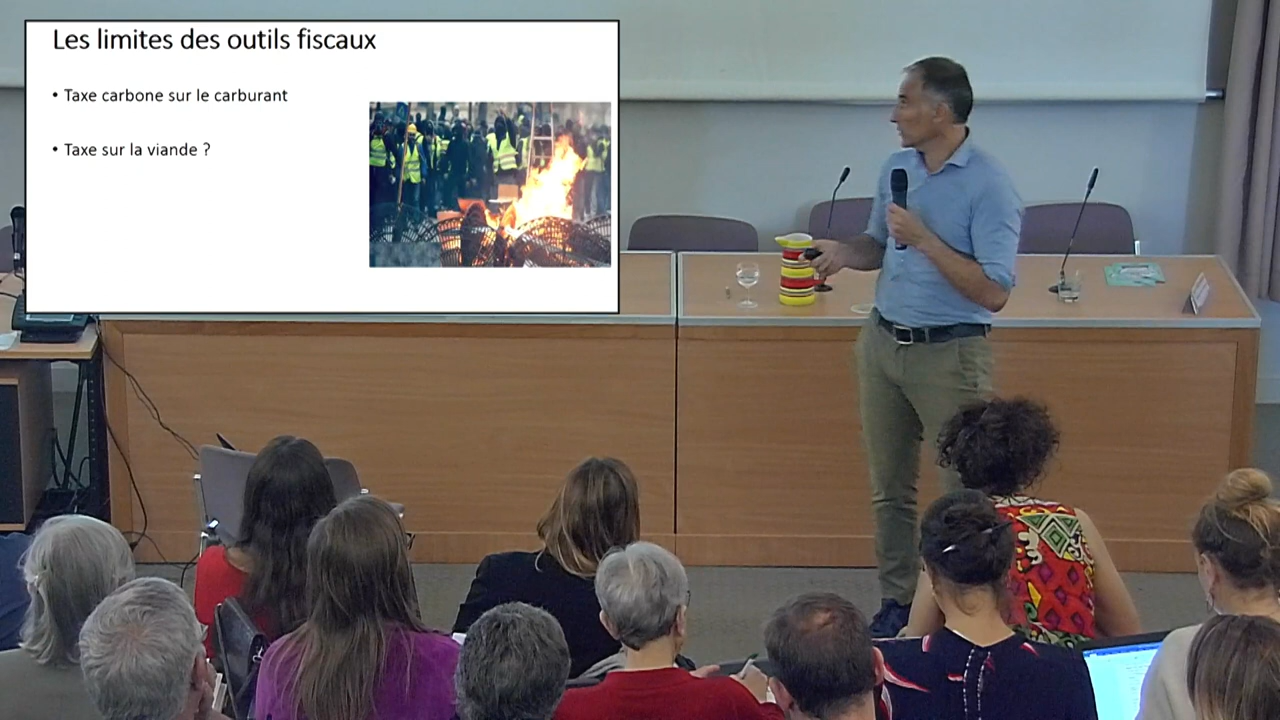 Les limites des outils fiscaux
• Taxe carbone sur le carburant
• Taxe sur la viande ?